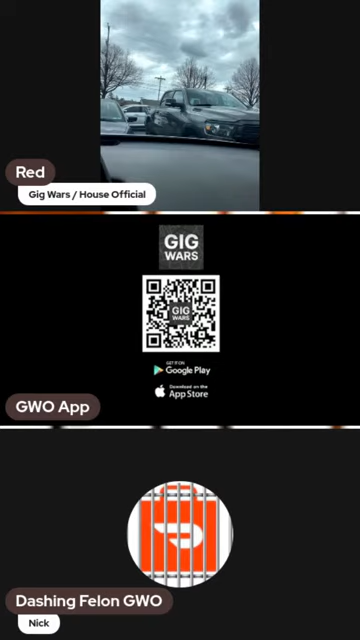 Red
Gig Wars / House Official
GIG
WARS
GIG
WARS
GET IT ON
Google Play
Download on the
App Store
GWO App
Dashing Felon GWO
Nick